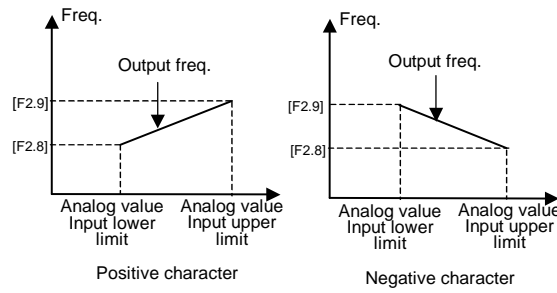 Freq.
Output freq.
[F2.9]
[F2.8]
Analog value
Input lower
limit
Analog value
Input upper
limit
Positive character
Freq.
Output freq.
[F2.9]
[F2.8]
Analog value
Input lower
limit
Analog value
Input upper
limit
Negative character